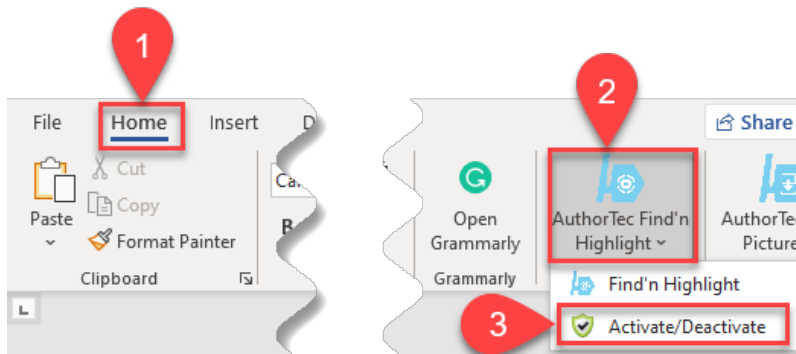 1
2
File Home Insert
Share
Cut
Copy
Paste
Format Painter
Clipboard
B
Open
Grammarly
Grammarly
AuthorTec Find'n
Highlight
Picture
Find'n Highlight
3
Activate/Deactivate